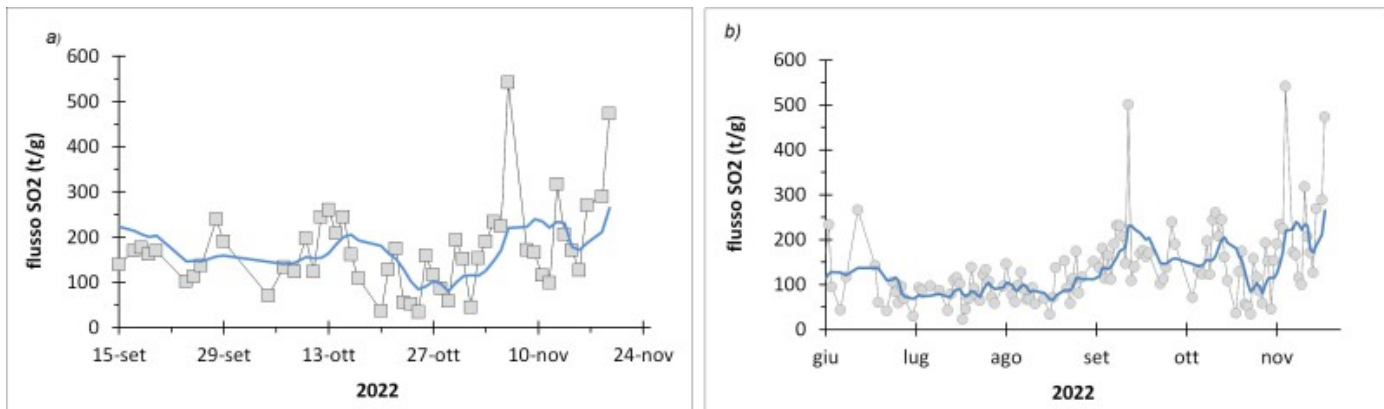 a)
600
500
400
300
200
100
0
flusso SO2 (t/g)
15-set 29-set 13-ott 27-ott 10-nov 24-nov
2022
b)
600
500
400
300
200
100
0
flusso SO2 (t/g)
giu lug ago set ott nov
2022